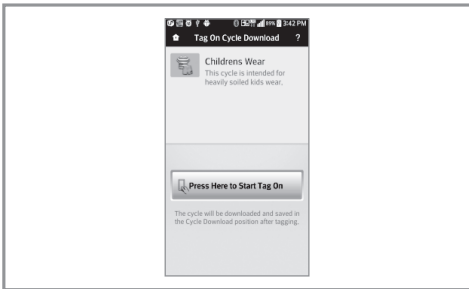 89% 3:42 PM
Tag On Cycle Download ?
Childrens Wear
This cycle is intended for
heavily soiled kids wear.
Press Here to Start Tag On
The cycle will be downloaded and saved in
the Cycle Download position after tagging.